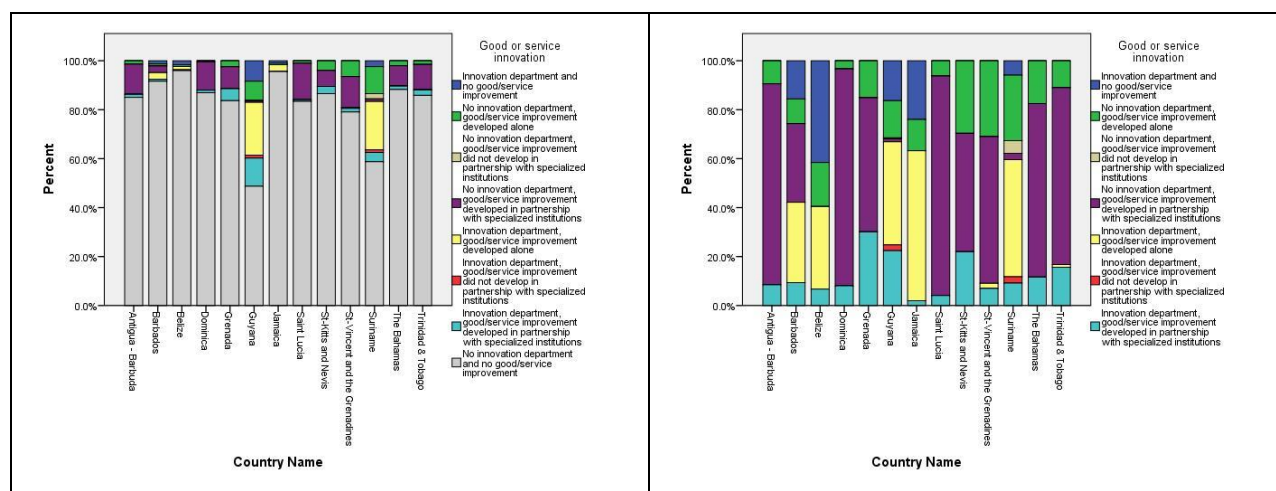 Good or service
innovation
100.0%
80.0%
60.0%
40.0%
20.0%
0.0%
Percent
Innovation department and
no good/service
improvement
No innovation department,
good/service improvement
developed alone
No innovation department,
good/service improvement
did not develop in
partnership with specialized
institutions
No innovation department,
good/service improvement
developed in partnership
with specialized institutions
Innovation department,
good/service improvement
developed alone
Innovation department,
good/service improvement
did not develop in
partnership with specialized
institutions
Innovation department,
good/service improvement
developed in partnership
with specialized institutions
No innovation department
and no good/service
improvement
Antigua - Barbuda
Barbados
Belize
Dominica
Grenada
Guyana
Jamaica
Saint Lucia
St-Kitts and Nevis
St-Vincent and the Grenadines
Suriname
The Bahamas
Trinidad & Tobago
Country Name
Good or service
innovation
100.0%
80.0%
60.0%
40.0%
20.0%
0.0%
Percent
Innovation department and
no good/service
improvement
No innovation department,
good/service improvement
developed alone
No innovation department,
good/service improvement
did not develop in
partnership with specialized
institutions
No innovation department,
good/service improvement
developed in partnership
with specialized institutions
Innovation department,
good/service improvement
developed alone
Innovation department,
good/service improvement
did not develop in
partnership with specialized
institutions
Innovation department,
good/service improvement
developed in partnership
with specialized institutions
Antigua - Barbuda
Barbados
Belize
Dominica
Grenada
Guyana
Jamaica
Saint Lucia
St-Kitts and Nevis
St-Vincent and the Grenadines
Suriname
The Bahamas
Trinidad & Tobago
Country Name